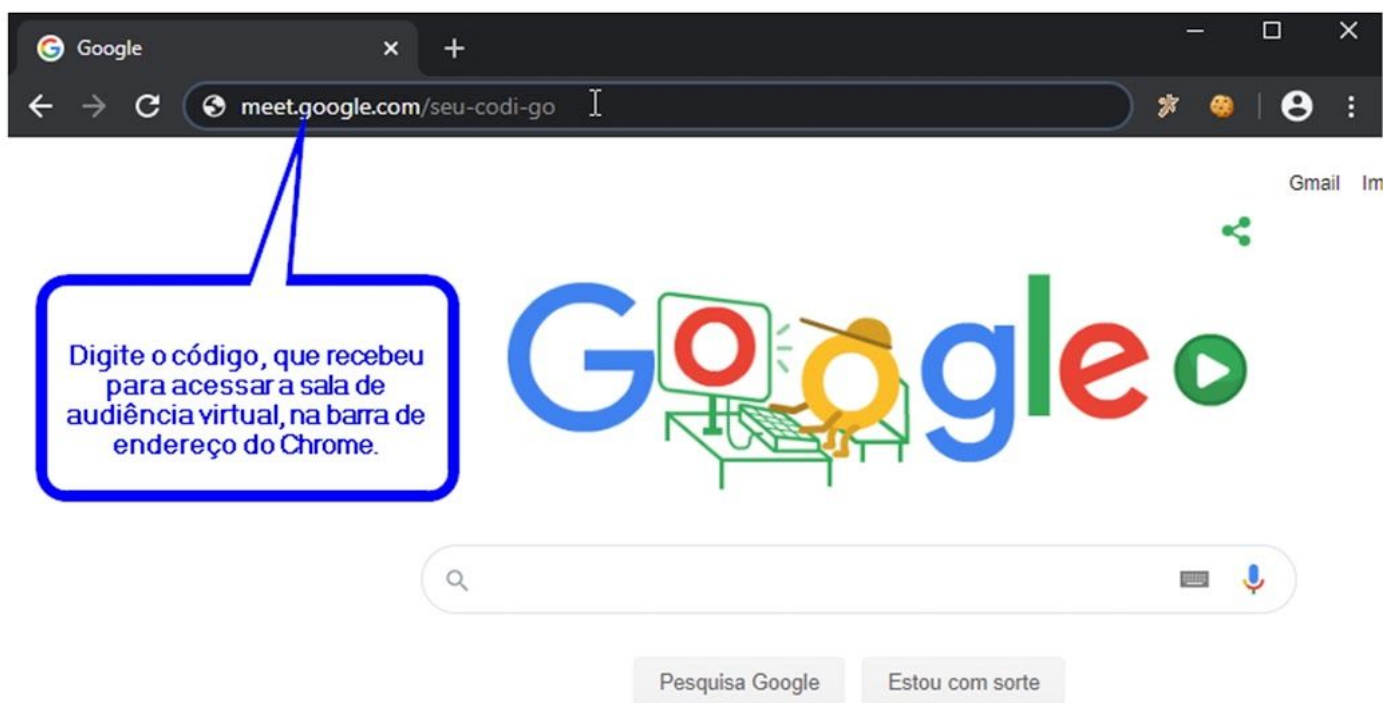 Google
meet.google.com/seu-codi-go
Gmail Im
Digite o código, que recebeu
para acessar a sala de
audiência virtual, na barra de
endereço do Chrome.
Google
Pesquisa Google Estou com sorte